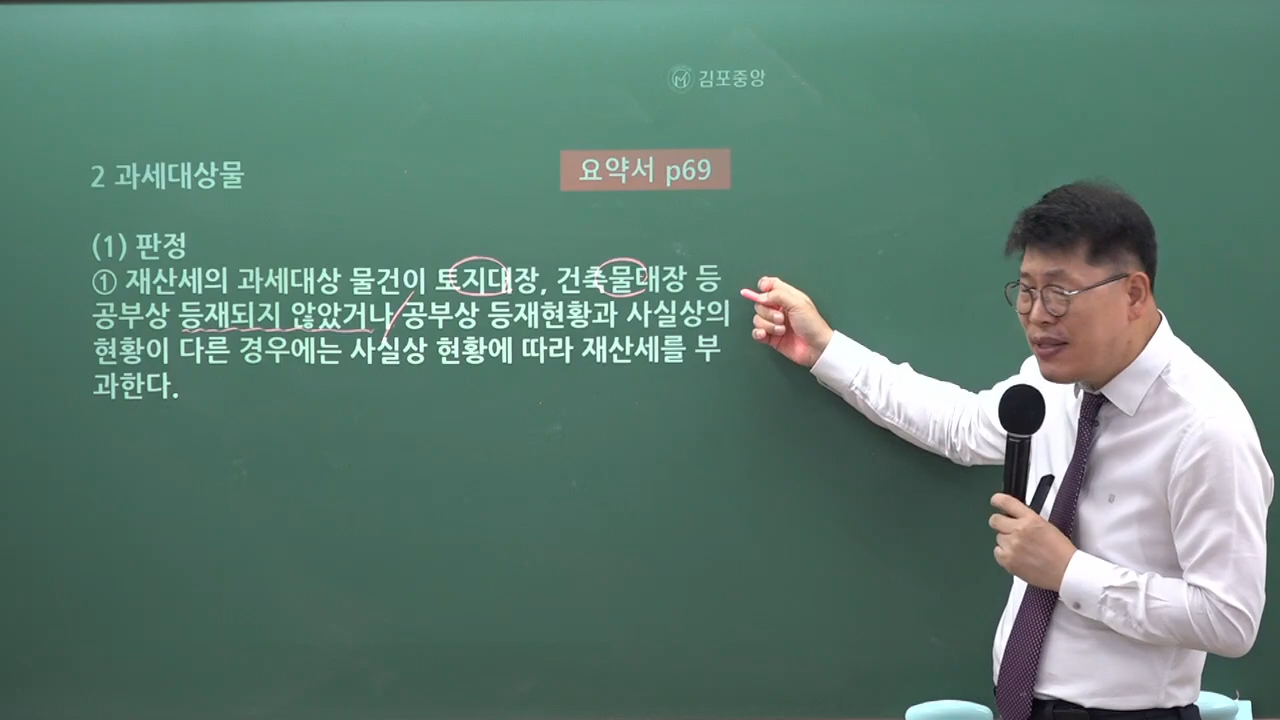 김포중앙
2 과세대상물
요약서 p69
(1) 판정
① 재산세의 과세대상 물건이 토지대장, 건축물대장 등
공부상 등재되지 않았거나 공부상 등재현황과 사실상의
현황이 다른 경우에는 사실상 현황에 따라 재산세를 부
과한다.